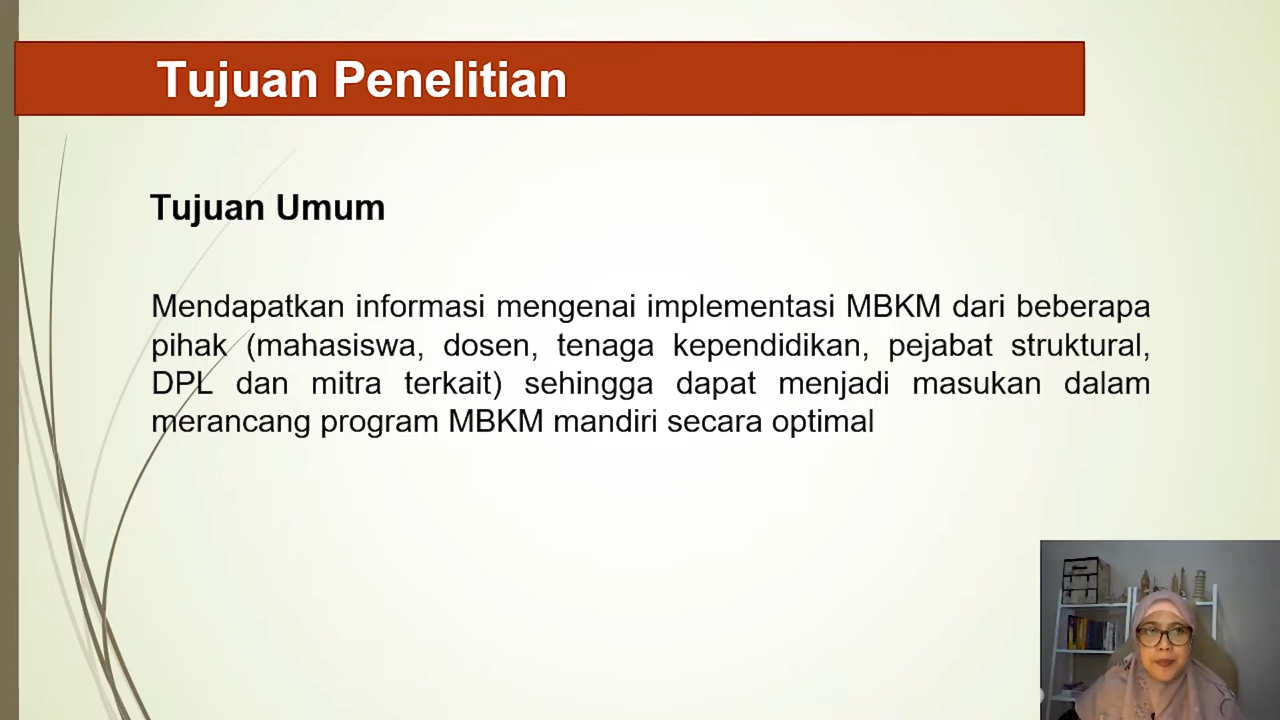 Tujuan Penelitian
Tujuan Umum
Mendapatkan informasi mengenai implementasi MBKM dari beberapa
pihak (mahasiswa, dosen, tenaga kependidikan, pejabat struktural,
DPL dan mitra terkait) sehingga dapat menjadi masukan dalam
merancang program MBKM mandiri secara optimal